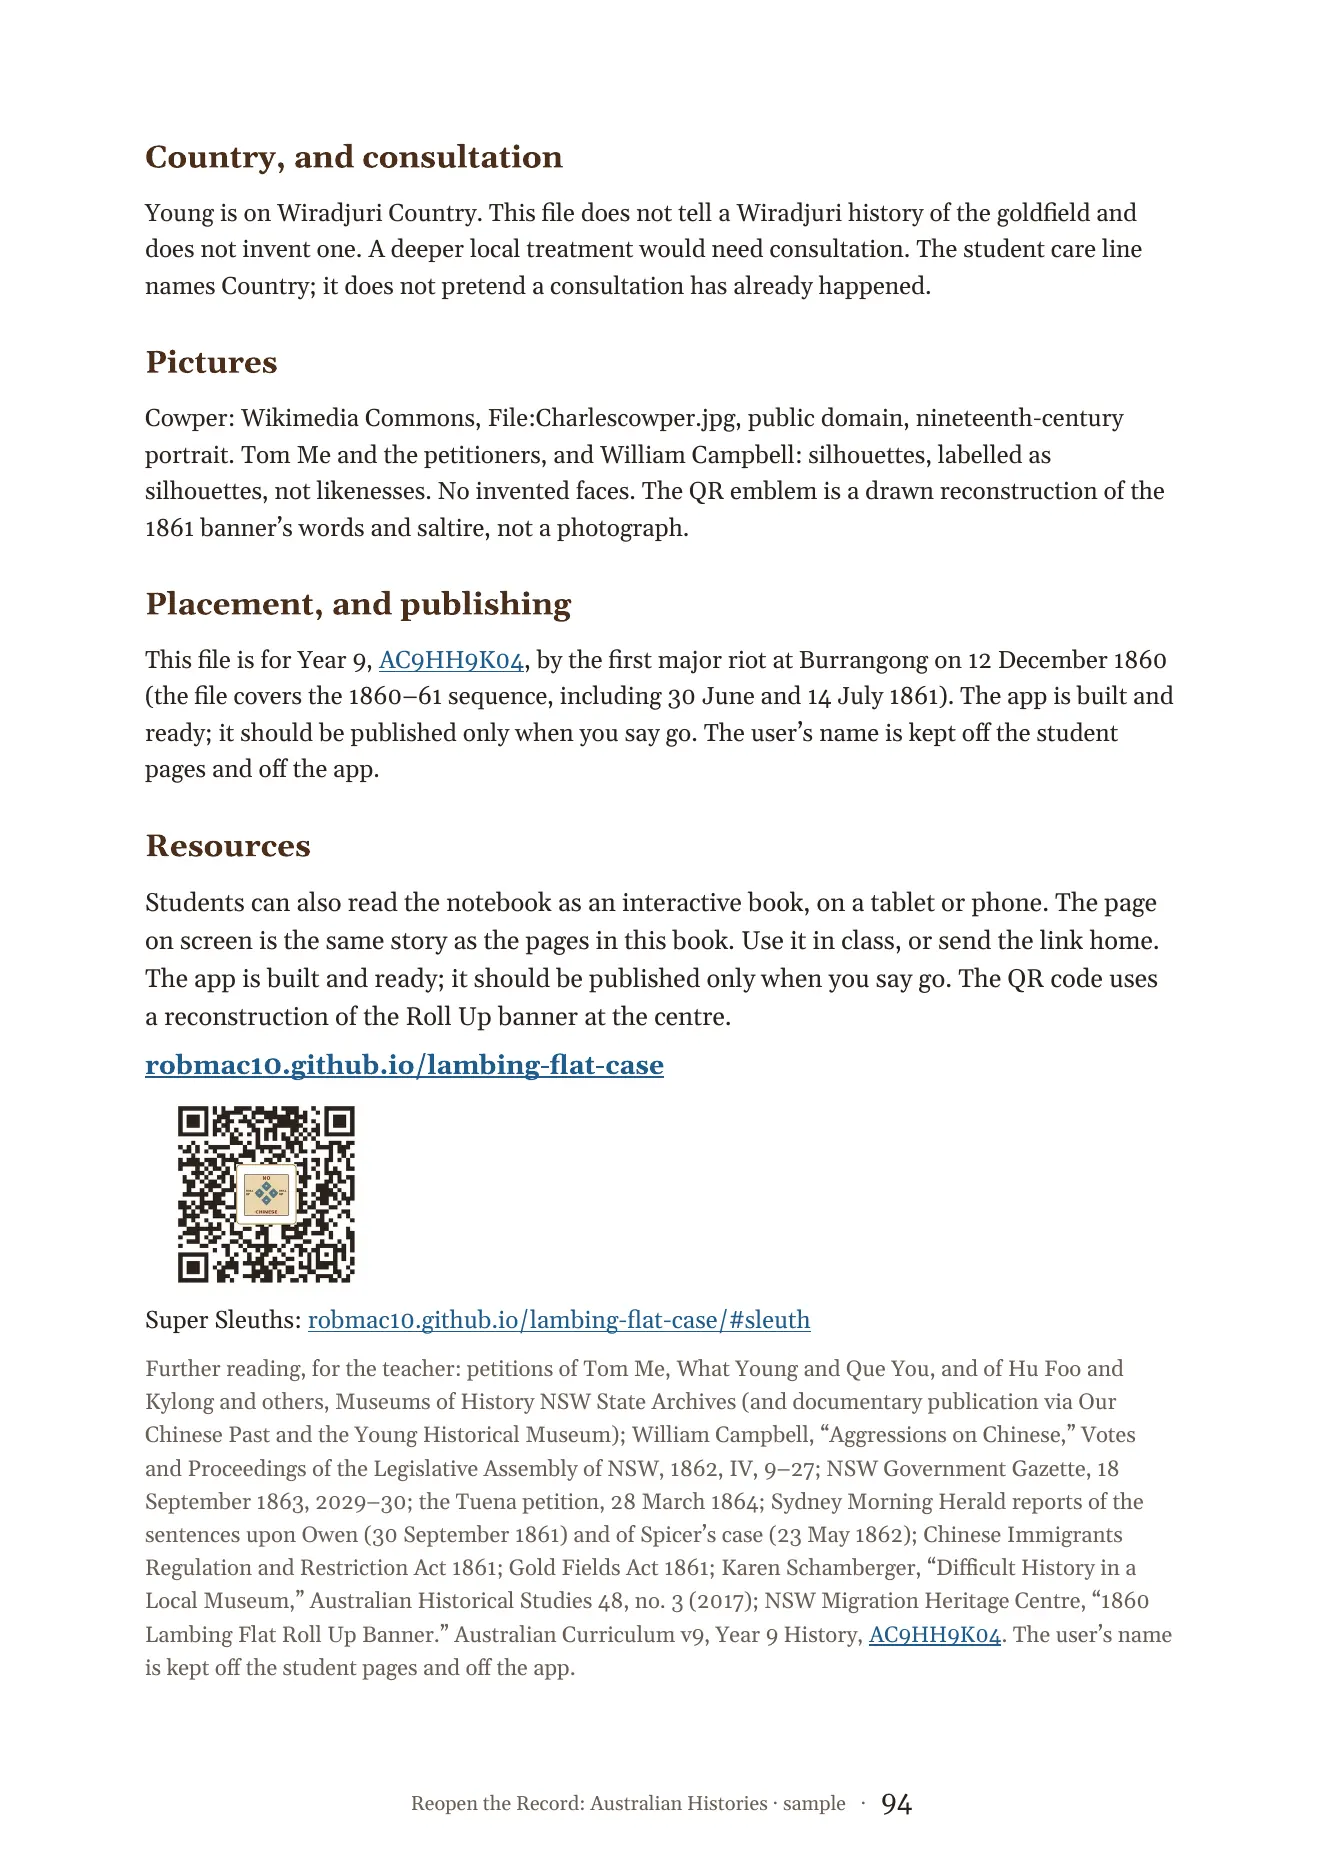 Country, and consultation
Young is on Wiradjuri Country. This file does not tell a Wiradjuri history of the goldfield and
does not invent one. A deeper local treatment would need consultation. The student care line
names Country; it does not pretend a consultation has already happened.
Pictures
Cowper: Wikimedia Commons, File:Charlescowper.jpg, public domain, nineteenth-century
portrait. Tom Me and the petitioners, and William Campbell: silhouettes, labelled as
silhouettes, not likenesses. No invented faces. The QR emblem is a drawn reconstruction of the
1861 banner’s words and saltire, not a photograph.
Placement, and publishing
This file is for Year 9, AC9HH9K04, by the first major riot at Burrangong on 12 December 1860
(the file covers the 1860–61 sequence, including 30 June and 14 July 1861). The app is built and
ready; it should be published only when you say go. The user’s name is kept off the student
pages and off the app.
Resources
Students can also read the notebook as an interactive book, on a tablet or phone. The page
on screen is the same story as the pages in this book. Use it in class, or send the link home.
The app is built and ready; it should be published only when you say go. The QR code uses
a reconstruction of the Roll Up banner at the centre.
robmac10.github.io/lambing-flat-case
NO
ROLL UP ROLL UP
CHINESE
Super Sleuths: robmac10.github.io/lambing-flat-case/#sleuth
Further reading, for the teacher: petitions of Tom Me, What Young and Que You, and of Hu Foo and
Kylong and others, Museums of History NSW State Archives (and documentary publication via Our
Chinese Past and the Young Historical Museum); William Campbell, “Aggressions on Chinese,” Votes
and Proceedings of the Legislative Assembly of NSW, 1862, IV, 9–27; NSW Government Gazette, 18
September 1863, 2029–30; the Tuena petition, 28 March 1864; Sydney Morning Herald reports of the
sentences upon Owen (30 September 1861) and of Spicer’s case (23 May 1862); Chinese Immigrants
Regulation and Restriction Act 1861; Gold Fields Act 1861; Karen Schamberger, “Difficult History in a
Local Museum,” Australian Historical Studies 48, no. 3 (2017); NSW Migration Heritage Centre, “1860
Lambing Flat Roll Up Banner.” Australian Curriculum v9, Year 9 History, AC9HH9K04. The user’s name
is kept off the student pages and off the app.
Reopen the Record: Australian Histories · sample · 94